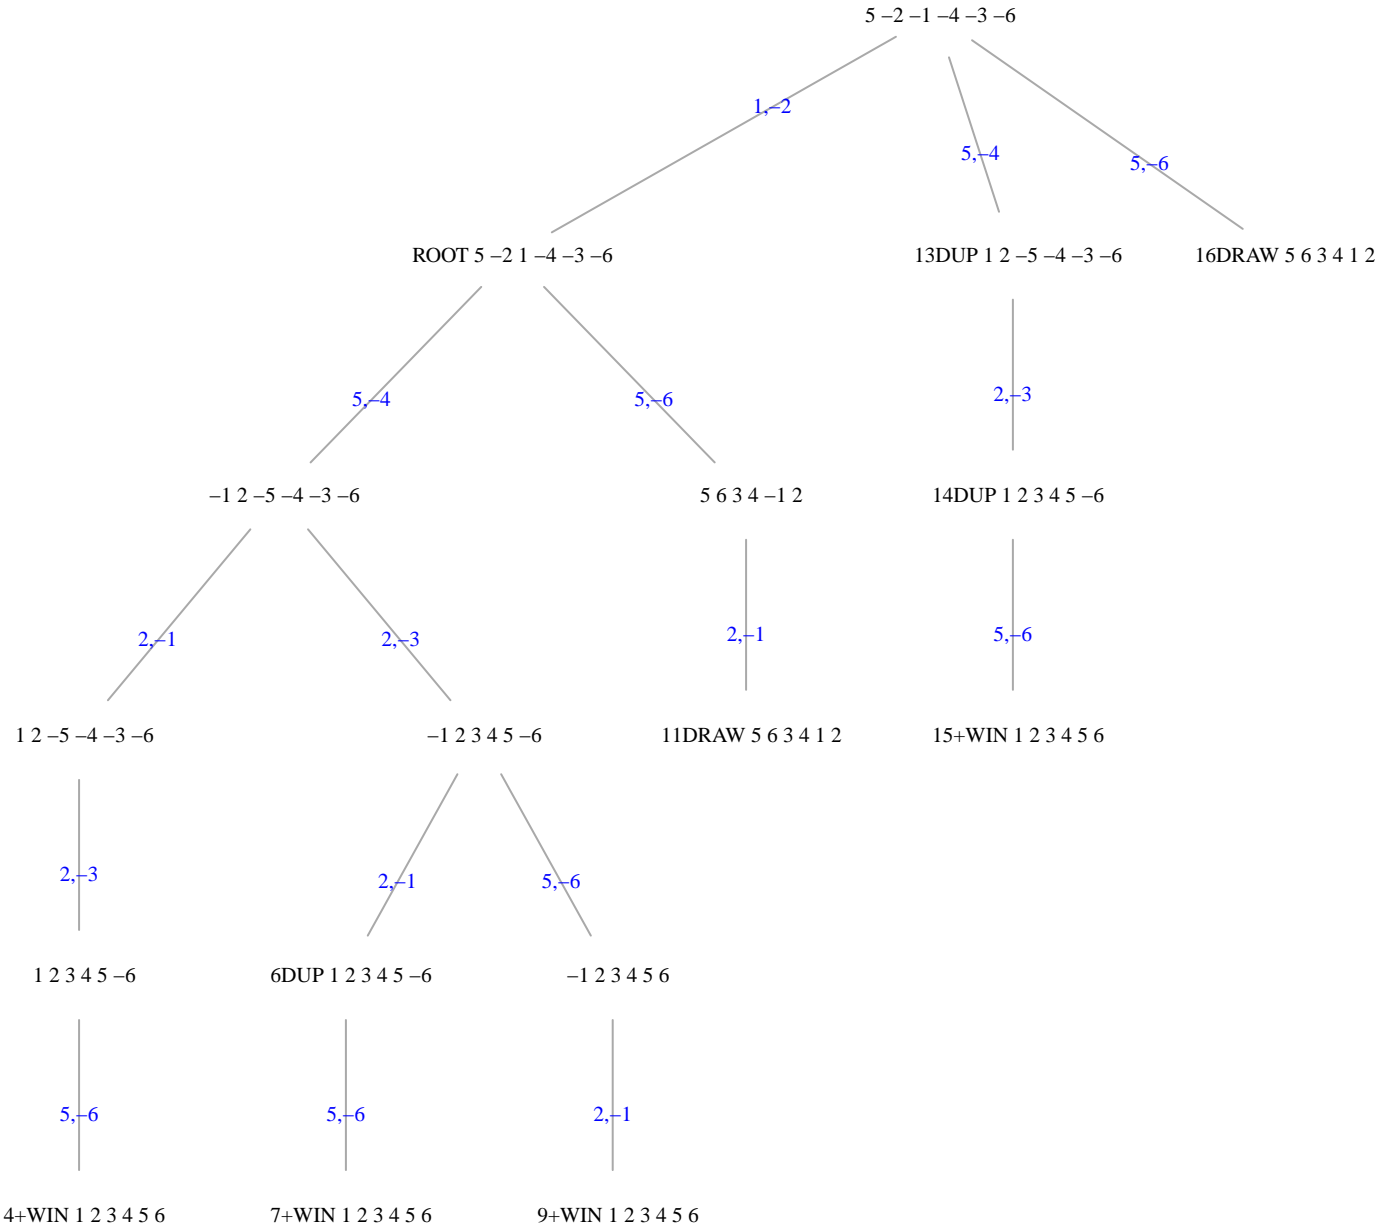 5 –2 –1 –4 –3 –6
1,–2
5,–4
5,–6
ROOT 5 –2 1 –4 –3 –6
13DUP 1 2 –5 –4 –3 –6
16DRAW 5 6 3 4 1 2
5,–4
5,–6
2,–3
–1 2 –5 –4 –3 –6
5 6 3 4 –1 2
14DUP 1 2 3 4 5 –6
2,–1
2,–3
2,–1
5,–6
1 2 –5 –4 –3 –6
–1 2 3 4 5 –6
11DRAW 5 6 3 4 1 2
15+WIN 1 2 3 4 5 6
2,–3
2,–1
5,–6
1 2 3 4 5 –6
6DUP 1 2 3 4 5 –6
–1 2 3 4 5 6
5,–6
5,–6
2,–1
4+WIN 1 2 3 4 5 6
7+WIN 1 2 3 4 5 6
9+WIN 1 2 3 4 5 6